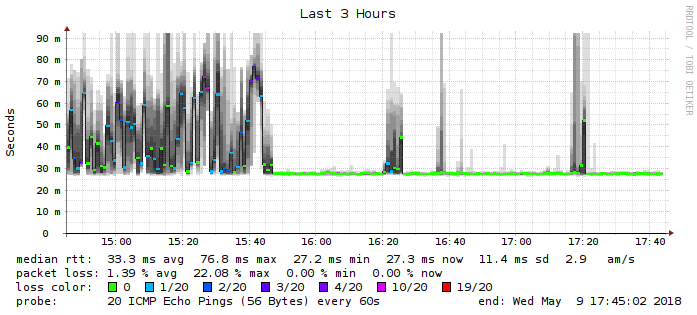 Last 3 Hours
RRDTOOL / TOBI OETIKER
Seconds
90 m
80 m
70 m
60 m
50 m
40 m
30 m
20 m
10 m
0
15:00 15:20 15:40 16:00 16:20 16:40 17:00 17:20 17:40
median rtt: 33.3 ms avg 76.8 ms max 27.2 ms min 27.3 ms now 11.4 ms sd 2.9 am/s
packet loss: 1.39 % avg 22.08 % max 0.00 % min 0.00 % now
loss color: 0 1/20 2/20 3/20 4/20 10/20 19/20
probe: 20 ICMP Echo Pings (56 Bytes) every 60s end: Wed May 9 17:45:02 2018